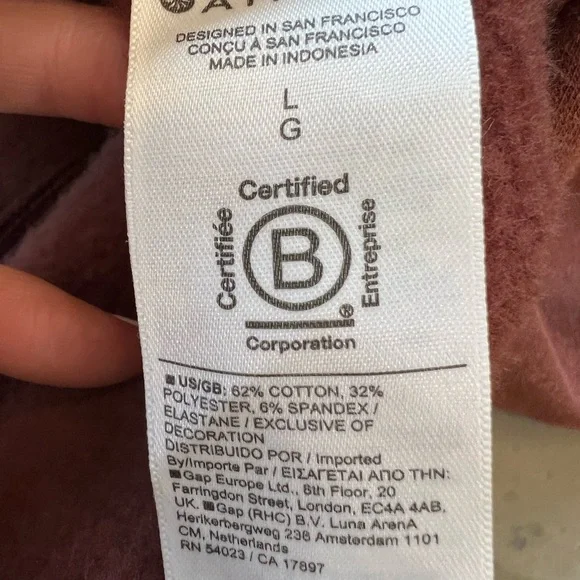 DESIGNED IN SAN FRANCISCO
CONÇU À SAN FRANCISCO
MADE IN INDONESIA
L
G
Certified
Certifiée
B
Entreprise
®
Corporation
US/GB: 62% COTTON, 32%
POLYESTER, 6% SPANDEX /
ELASTANE / EXCLUSIVE OF
DECORATION
DISTRIBUIDO POR / Imported
By/Importe Par / ΕΙΣΑΓΕΤΑΙ ΑΠΟ ΤΗΝ:
Gap Europe Ltd., 6th Floor, 20
Farringdon Street, London, EC4A 4AB,
UK. Gap (RHC) B.V. Luna ArenA
Herikerbergweg 238 Amsterdam 1101
CM, Netherlands
RN 54023 / CA 17897